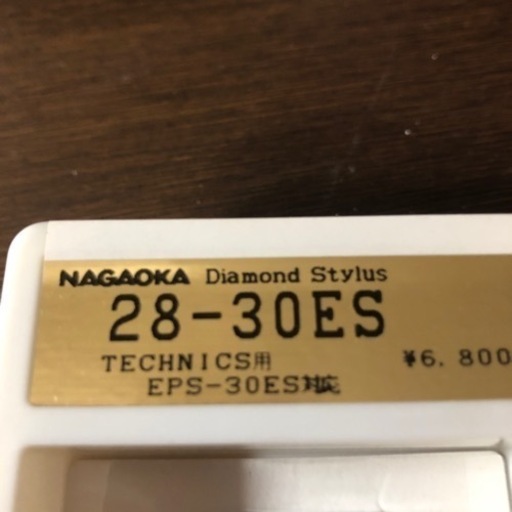 NAGAOKA Diamond Stylus
28-30ES
TECHNICS用 ¥6.800
EPS-30ES対応